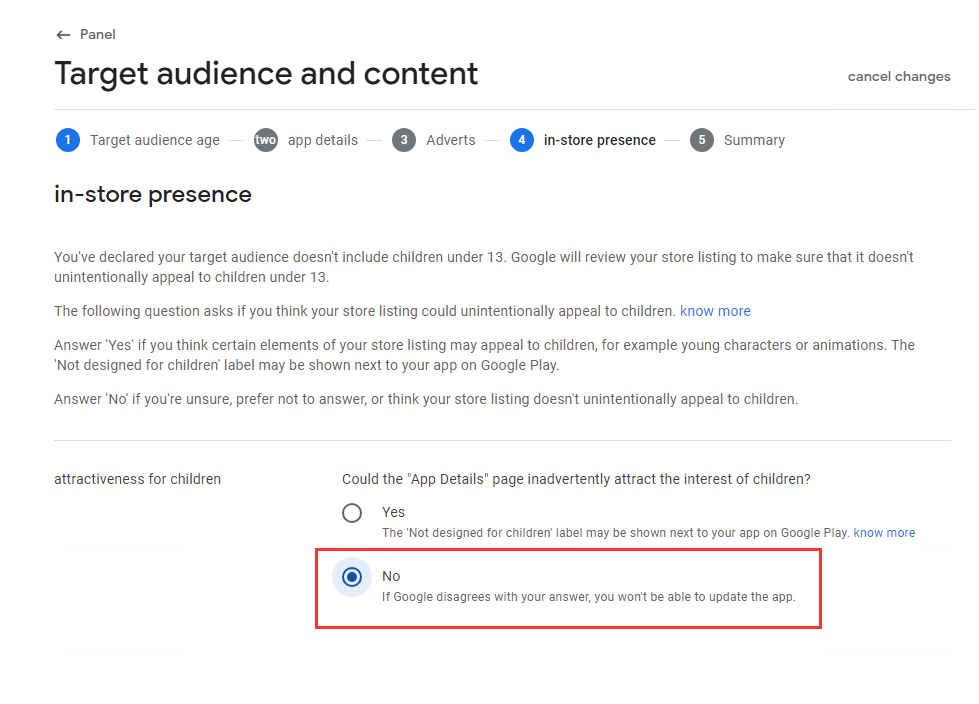 ← Panel
Target audience and content
cancel changes
1 Target audience age — two app details — 3 Adverts — 4 in-store presence — 5 Summary
in-store presence
You've declared your target audience doesn't include children under 13. Google will review your store listing to make sure that it doesn't
unintentionally appeal to children under 13.
The following question asks if you think your store listing could unintentionally appeal to children. know more
Answer 'Yes' if you think certain elements of your store listing may appeal to children, for example young characters or animations. The
'Not designed for children' label may be shown next to your app on Google Play.
Answer 'No' if you're unsure, prefer not to answer, or think your store listing doesn't unintentionally appeal to children.
attractiveness for children
Could the "App Details" page inadvertently attract the interest of children?
Yes
The 'Not designed for children' label may be shown next to your app on Google Play. know more
No
If Google disagrees with your answer, you won't be able to update the app.